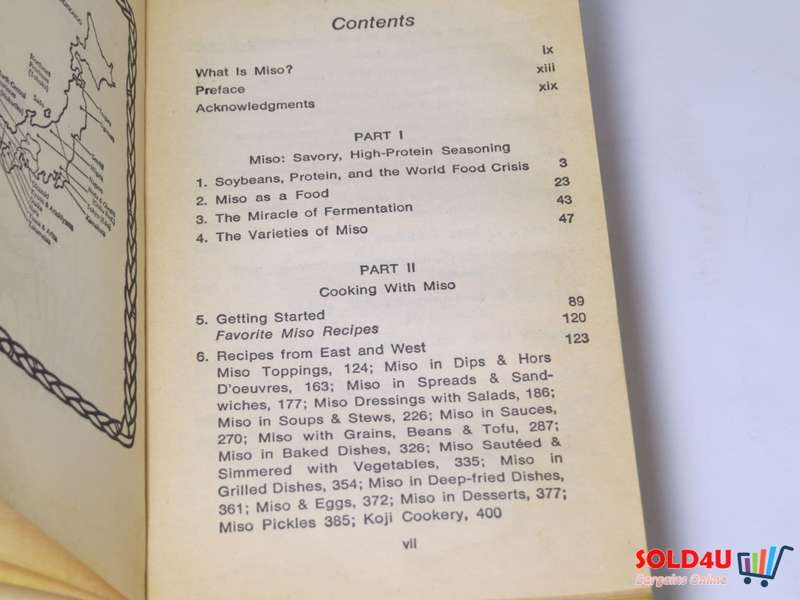 Contents
What Is Miso? ix
Preface xiii
Acknowledgments xix
PART I
Miso: Savory, High-Protein Seasoning
1. Soybeans, Protein, and the World Food Crisis 3
2. Miso as a Food 23
3. The Miracle of Fermentation 43
4. The Varieties of Miso 47
PART II
Cooking With Miso
5. Getting Started 89
Favorite Miso Recipes 120
6. Recipes from East and West 123
Miso Toppings, 124; Miso in Dips & Hors
D'oeuvres, 163; Miso in Spreads & Sand-
wiches, 177; Miso Dressings with Salads, 186;
Miso in Soups & Stews, 226; Miso in Sauces,
270; Miso with Grains, Beans & Tofu, 287;
Miso in Baked Dishes, 326; Miso Sautéed &
Simmered with Vegetables, 335; Miso in
Grilled Dishes, 354; Miso in Deep-fried Dishes,
361; Miso & Eggs, 372; Miso in Desserts, 377;
Miso Pickles 385; Koji Cookery, 400
vii
SOLD4U
Bargains Online